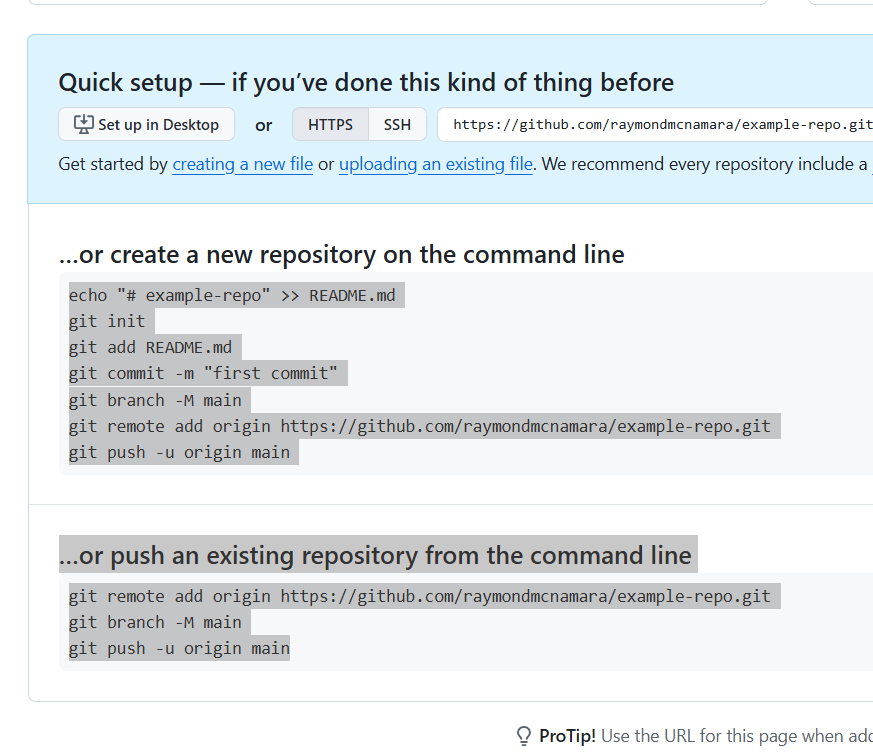 Quick setup — if you’ve done this kind of thing before
Set up in Desktop or HTTPS SSH https://github.com/raymondmcnamara/example-repo.git
Get started by creating a new file or uploading an existing file. We recommend every repository include a
…or create a new repository on the command line
echo "# example-repo" >> README.md
git init
git add README.md
git commit -m "first commit"
git branch -M main
git remote add origin https://github.com/raymondmcnamara/example-repo.git
git push -u origin main
…or push an existing repository from the command line
git remote add origin https://github.com/raymondmcnamara/example-repo.git
git branch -M main
git push -u origin main
ProTip! Use the URL for this page when